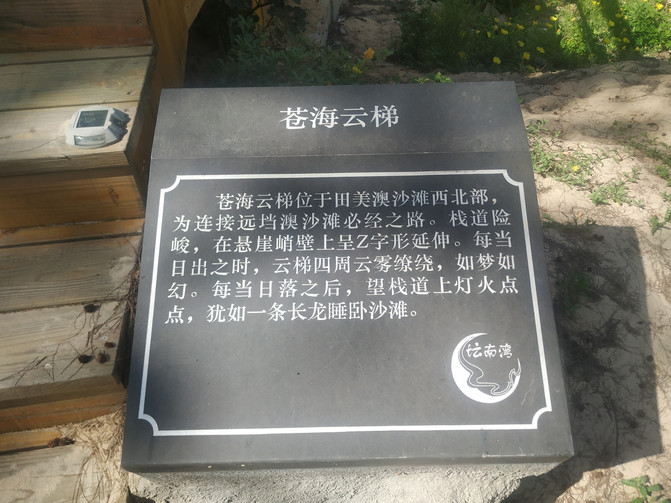 苍海云梯
苍海云梯位于田美澳沙滩西北部，
为连接远垱澳沙滩必经之路。栈道险
峻，在悬崖峭壁上呈Z字形延伸。每当
日出之时，云梯四周云雾缭绕，如梦如
幻。每当日落之后，望栈道上灯火点
点，犹如一条长龙睡卧沙滩。
坛南湾